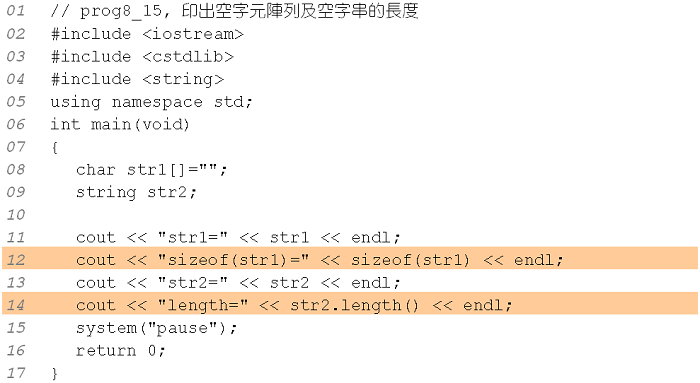 01 // prog8_15, 印出空字元陣列及空字串的長度
02 #include <iostream>
03 #include <cstdlib>
04 #include <string>
05 using namespace std;
06 int main(void)
07 {
08 char str1[]="";
09 string str2;
10
11 cout << "str1=" << str1 << endl;
12 cout << "sizeof(str1)=" << sizeof(str1) << endl;
13 cout << "str2=" << str2 << endl;
14 cout << "length=" << str2.length() << endl;
15 system("pause");
16 return 0;
17 }